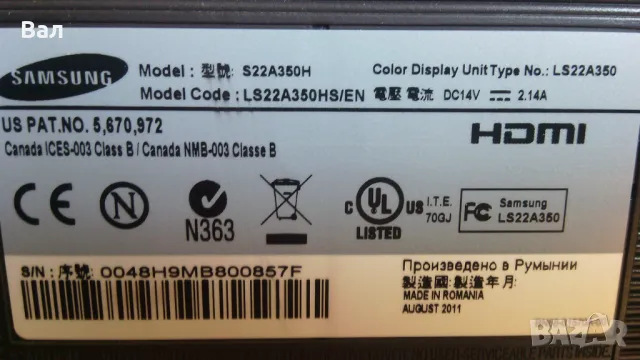 Вал
SAMSUNG
Model : 型號 : S22A350H
Color Display Unit Type No.: LS22A350
Model Code : LS22A350HS/EN 電壓 電流 DC14V ⎓ 2.14A
US PAT.NO. 5,670,972
Canada ICES-003 Class B / Canada NMB-003 Classe B
HDMI
CE
N
N363
C UL US
LISTED
I.T.E.
70GJ
FC
Samsung
LS22A350
S/N : 序號 : 0048H9MB800857F
Произведено в Румынии
製造國 : 製造年月 :
MADE IN ROMANIA
AUGUST 2011
BAZAR